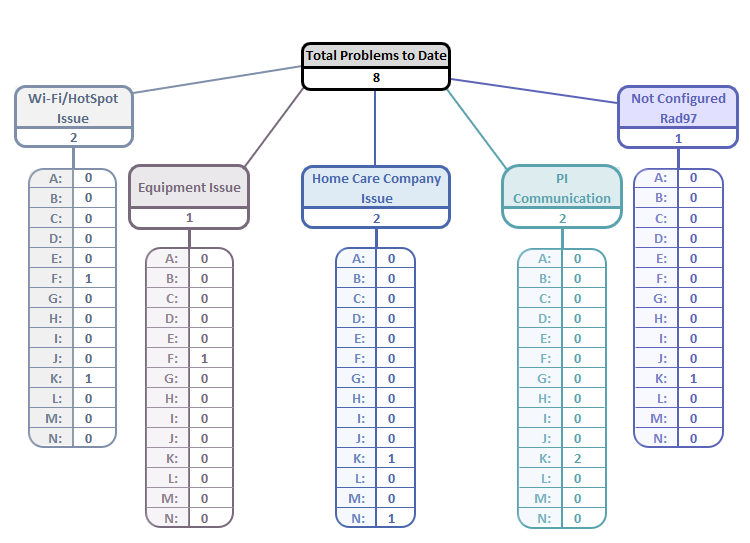 Total Problems to Date
8
Wi-Fi/HotSpot
Issue
2
A: 0
B: 0
C: 0
D: 0
E: 0
F: 1
G: 0
H: 0
I: 0
J: 0
K: 1
L: 0
M: 0
N: 0
Equipment Issue
1
A: 0
B: 0
C: 0
D: 0
E: 0
F: 1
G: 0
H: 0
I: 0
J: 0
K: 0
L: 0
M: 0
N: 0
Home Care Company
Issue
2
A: 0
B: 0
C: 0
D: 0
E: 0
F: 0
G: 0
H: 0
I: 0
J: 0
K: 1
L: 0
M: 0
N: 1
PI
Communication
2
A: 0
B: 0
C: 0
D: 0
E: 0
F: 0
G: 0
H: 0
I: 0
J: 0
K: 2
L: 0
M: 0
N: 0
Not Configured
Rad97
1
A: 0
B: 0
C: 0
D: 0
E: 0
F: 0
G: 0
H: 0
I: 0
J: 0
K: 1
L: 0
M: 0
N: 0